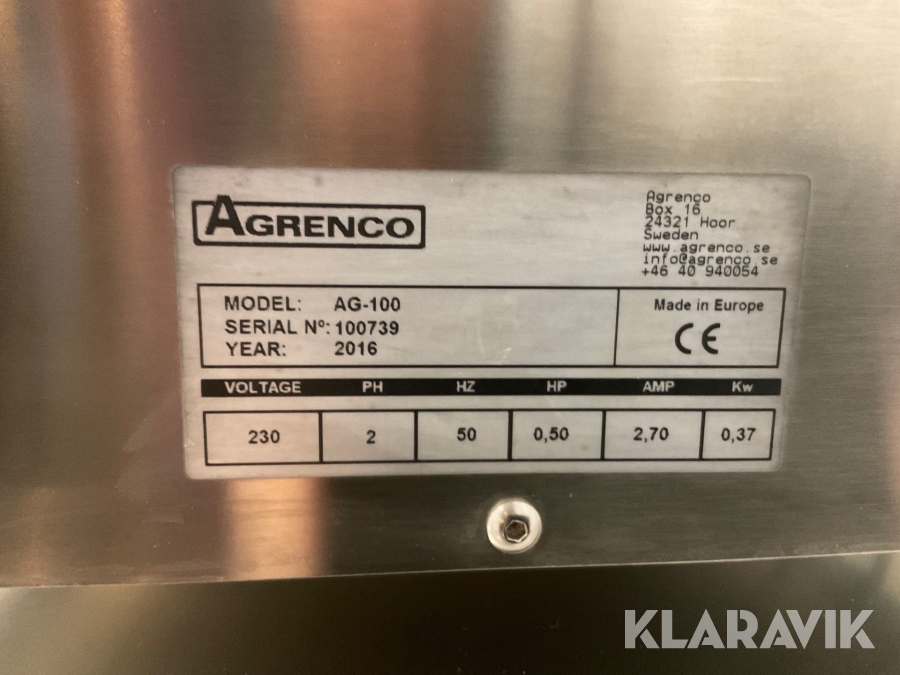 AGRENCO
Agrenco
Box 16
24321 Hoor
Sweden
www.agrenco.se
info@agrenco.se
+46 40 940054
MODEL: AG-100
SERIAL Nº: 100739
YEAR: 2016
Made in Europe
CE
VOLTAGE PH HZ HP AMP Kw
230 2 50 0,50 2,70 0,37
KLARAVIK